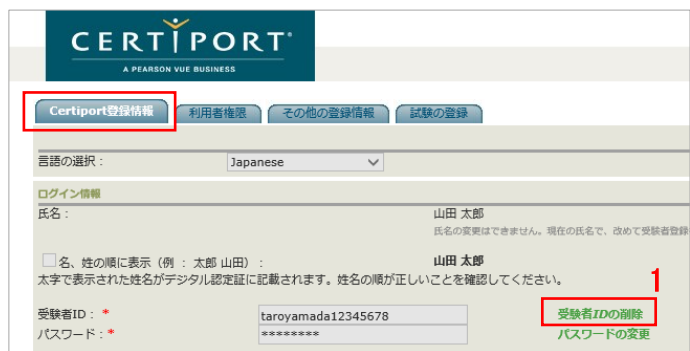 CERTIPORT
A PEARSON VUE BUSINESS
Certiport登録情報 利用者権限 その他の登録情報 試験の登録
言語の選択： Japanese
ログイン情報
氏名： 山田 太郎
氏名の変更はできません。現在の氏名で、改めて受験者登録
名、姓の順に表示（例 ： 太郎 山田）： 山田 太郎
太字で表示された姓名がデジタル認定証に記載されます。姓名の順が正しいことを確認してください。
1
受験者ID：* taroyamada12345678 受験者IDの削除
パスワード：* ******** パスワードの変更